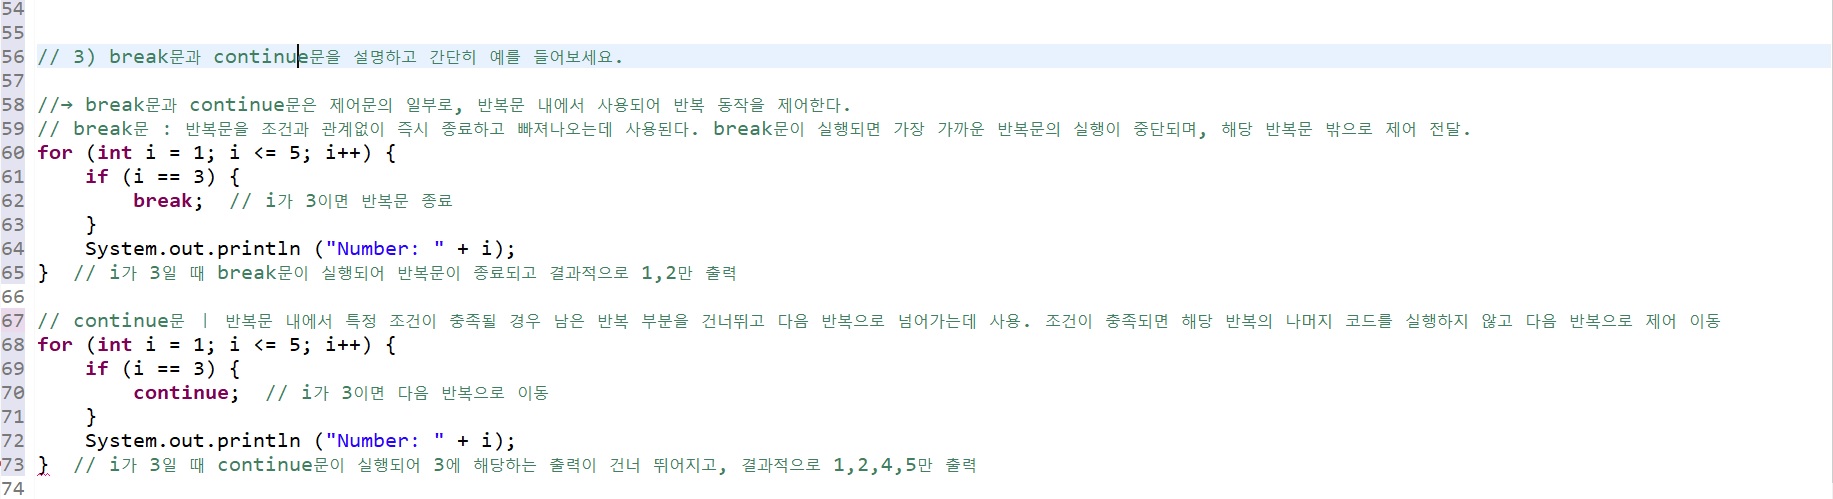 54
55
56 // 3) break문과 continue문을 설명하고 간단히 예를 들어보세요.
57
58 //→ break문과 continue문은 제어문의 일부로, 반복문 내에서 사용되어 반복 동작을 제어한다.
59 // break문 : 반복문을 조건과 관계없이 즉시 종료하고 빠져나오는데 사용된다. break문이 실행되면 가장 가까운 반복문의 실행이 중단되며, 해당 반복문 밖으로 제어 전달.
60 for (int i = 1; i <= 5; i++) {
61     if (i == 3) {
62         break;  // i가 3이면 반복문 종료
63     }
64     System.out.println ("Number: " + i);
65 }  // i가 3일 때 break문이 실행되어 반복문이 종료되고 결과적으로 1,2만 출력
66
67 // continue문 | 반복문 내에서 특정 조건이 충족될 경우 남은 반복 부분을 건너뛰고 다음 반복으로 넘어가는데 사용. 조건이 충족되면 해당 반복의 나머지 코드를 실행하지 않고 다음 반복으로 제어 이동
68 for (int i = 1; i <= 5; i++) {
69     if (i == 3) {
70         continue;  // i가 3이면 다음 반복으로 이동
71     }
72     System.out.println ("Number: " + i);
73 }  // i가 3일 때 continue문이 실행되어 3에 해당하는 출력이 건너 뛰어지고, 결과적으로 1,2,4,5만 출력
74